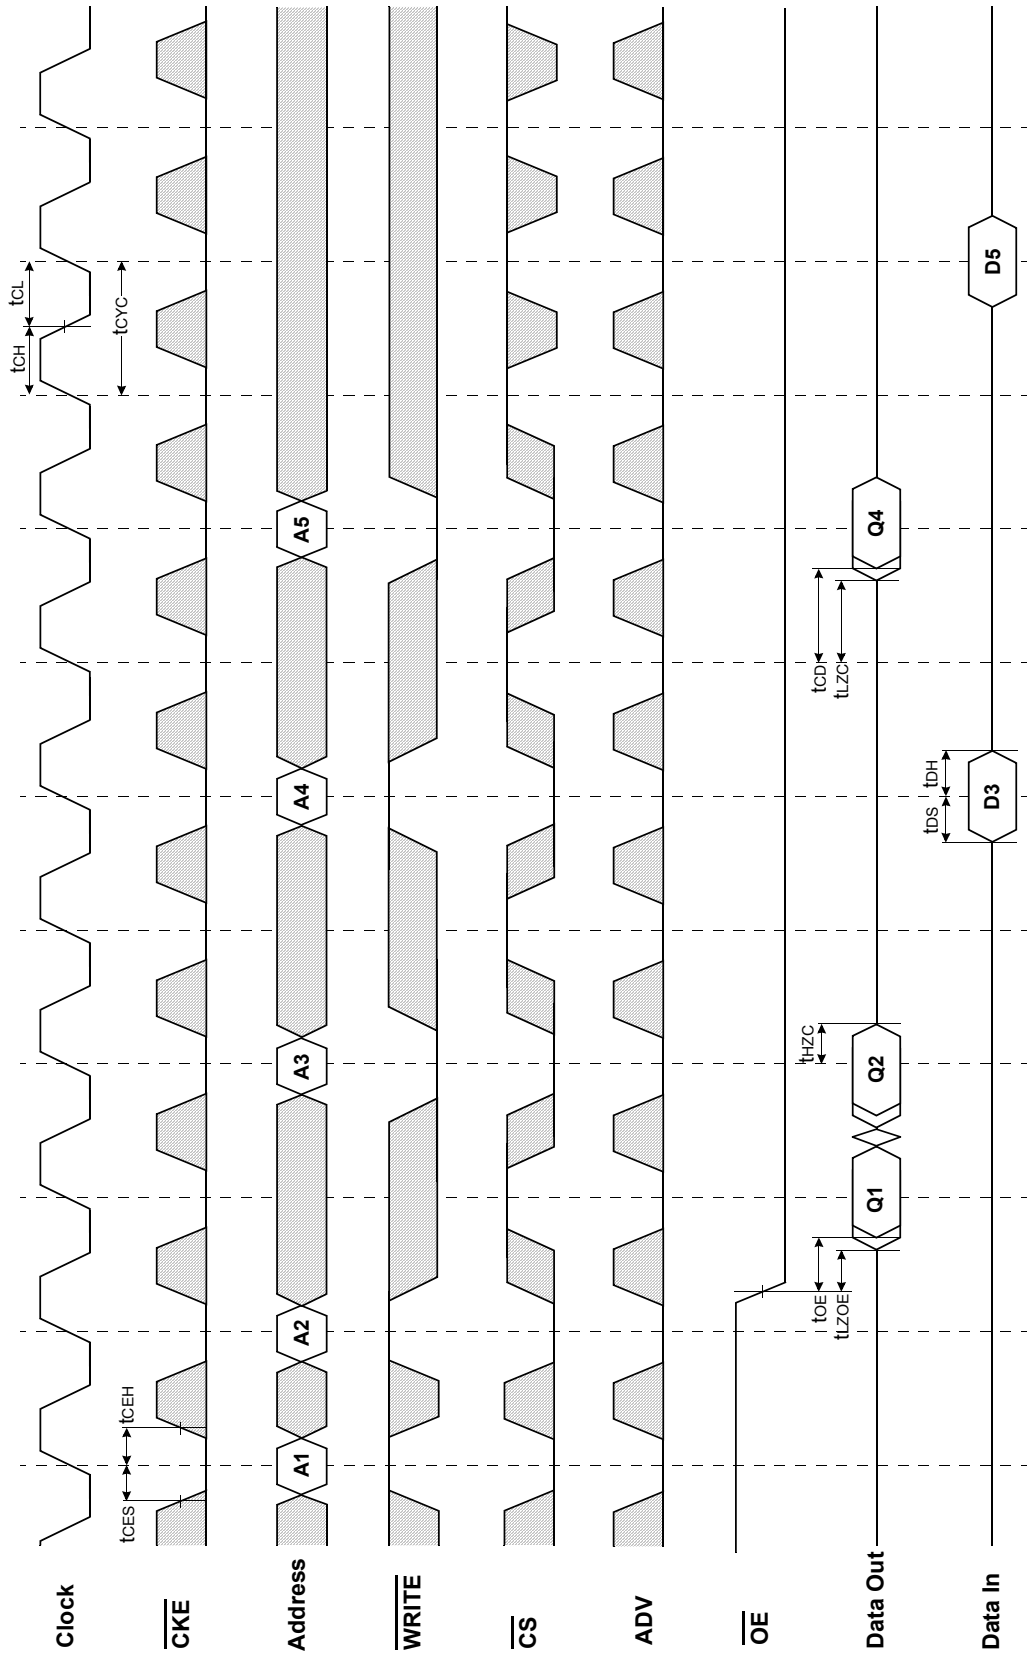 Clock
tCES
tCEH
tCH
tCL
tCYC
CKE
Address
A1
A2
A3
A4
A5
WRITE
CS
ADV
OE
tOE
tLZOE
tHZC
tCD
tLZC
Data Out
Q1
Q2
Q4
tDS
tDH
Data In
D3
D5